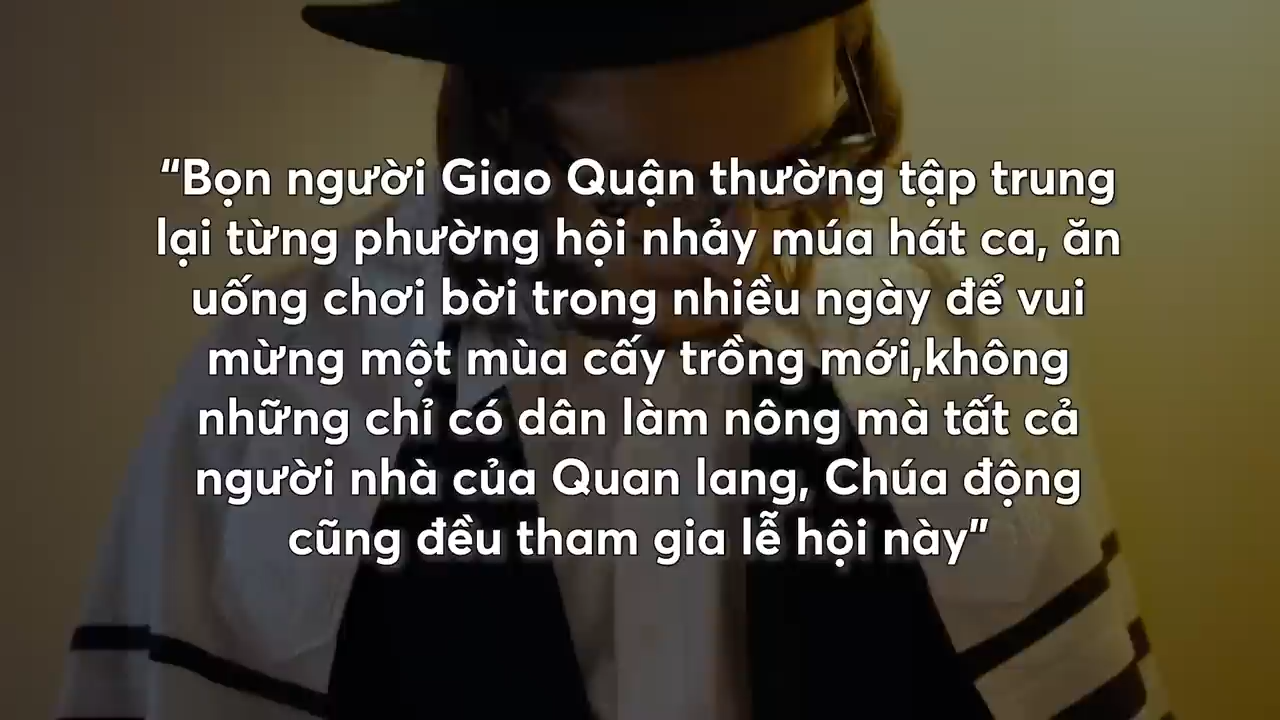 “Bọn người Giao Quận thường tập trung
lại từng phường hội nhảy múa hát ca, ăn
uống chơi bời trong nhiều ngày để vui
mừng một mùa cấy trồng mới,không
những chỉ có dân làm nông mà tất cả
người nhà của Quan lang, Chúa động
cũng đều tham gia lễ hội này”